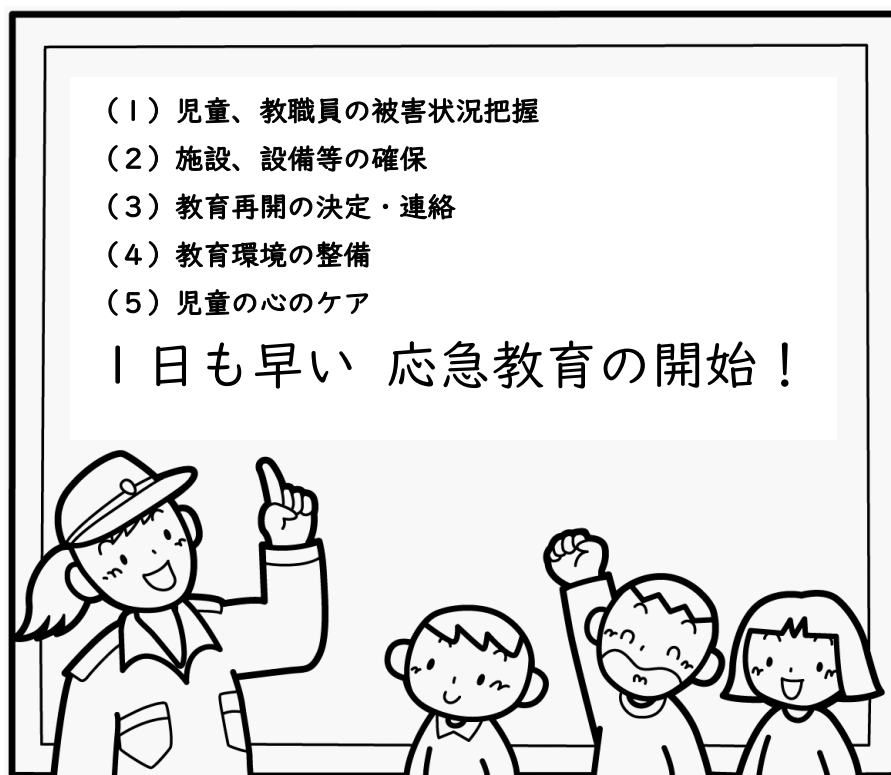 （１）児童、教職員の被害状況把握
（２）施設、設備等の確保
（３）教育再開の決定・連絡
（４）教育環境の整備
（５）児童の心のケア
１日も早い 応急教育の開始！